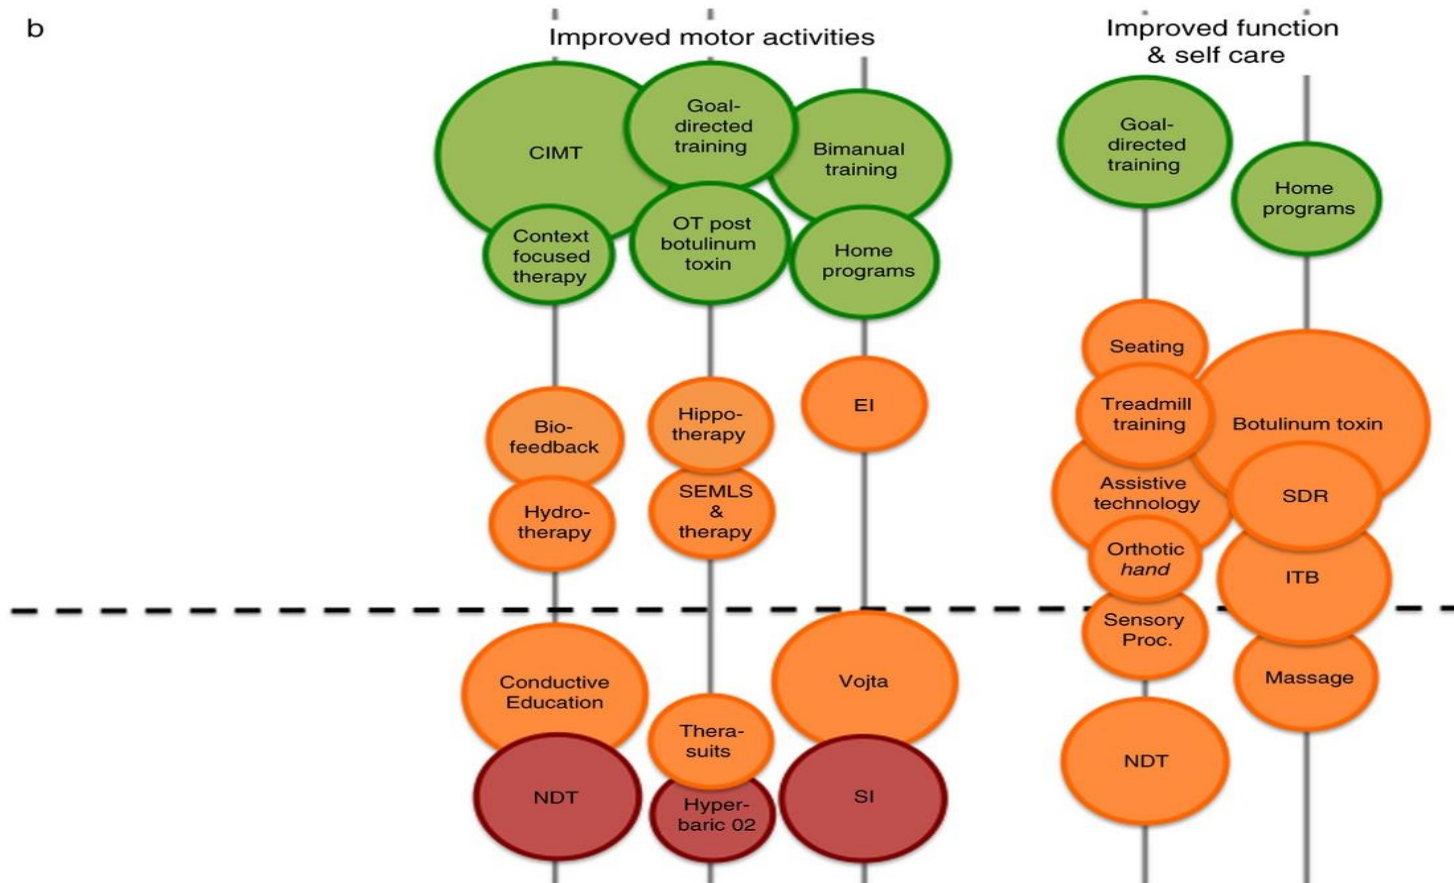 b
Improved motor activities
Improved function
& self care
CIMT
Goal-
directed
training
Bimanual
training
Context
focused
therapy
OT post
botulinum
toxin
Home
programs
Bio-
feedback
Hippo-
therapy
EI
Hydro-
therapy
SEMLS
&
therapy
Conductive
Education
Thera-
suits
Vojta
NDT
Hyper-
baric 02
SI
Goal-
directed
training
Home
programs
Seating
Treadmill
training
Botulinum toxin
Assistive
technology
SDR
Orthotic
hand
ITB
Sensory
Proc.
Massage
NDT